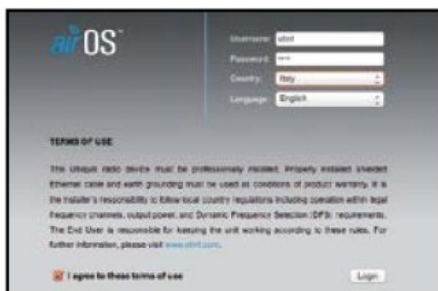 airOS™
Username: ubnt
Password: ••••
Country: Italy
Language: English
TERMS OF USE
This Ubiquiti radio device must be professionally installed. Properly installed shielded
Ethernet cable and earth grounding must be used as conditions of product warranty. It is
the installer's responsibility to follow local country regulations including operation within legal
frequency channels, output power, and Dynamic Frequency Selection (DFS) requirements.
The End User is responsible for keeping the unit working according to these rules. For
further information, please visit www.ubnt.com.
I agree to these terms of use
Login